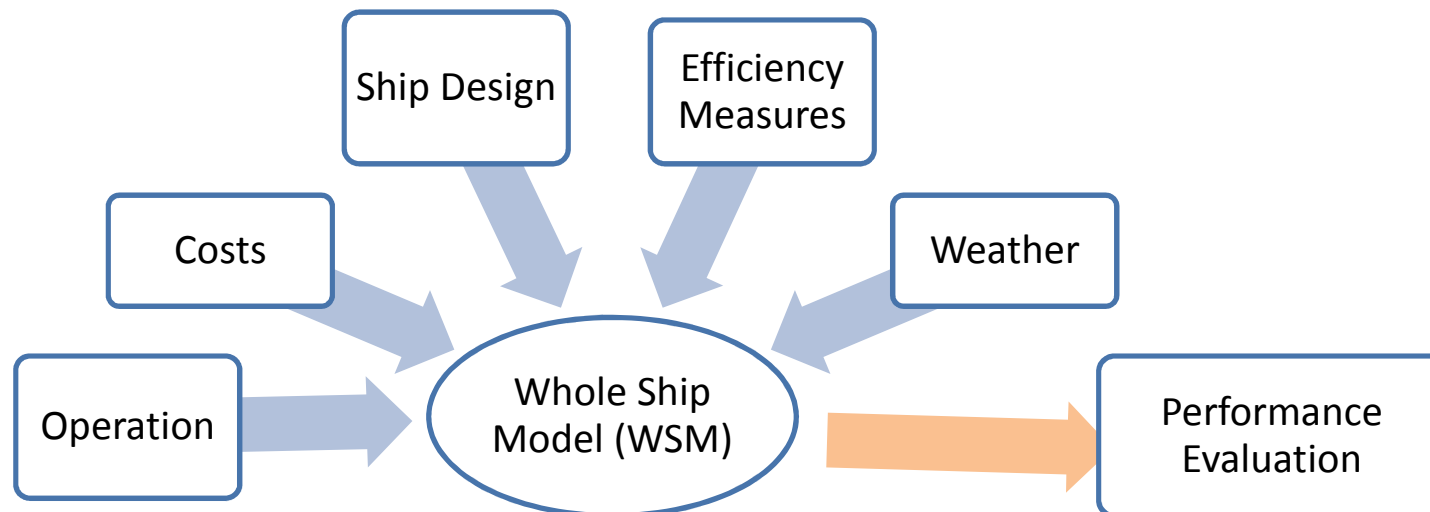 Ship Design
Efficiency
Measures
Costs
Weather
Operation
Whole Ship
Model (WSM)
Performance
Evaluation